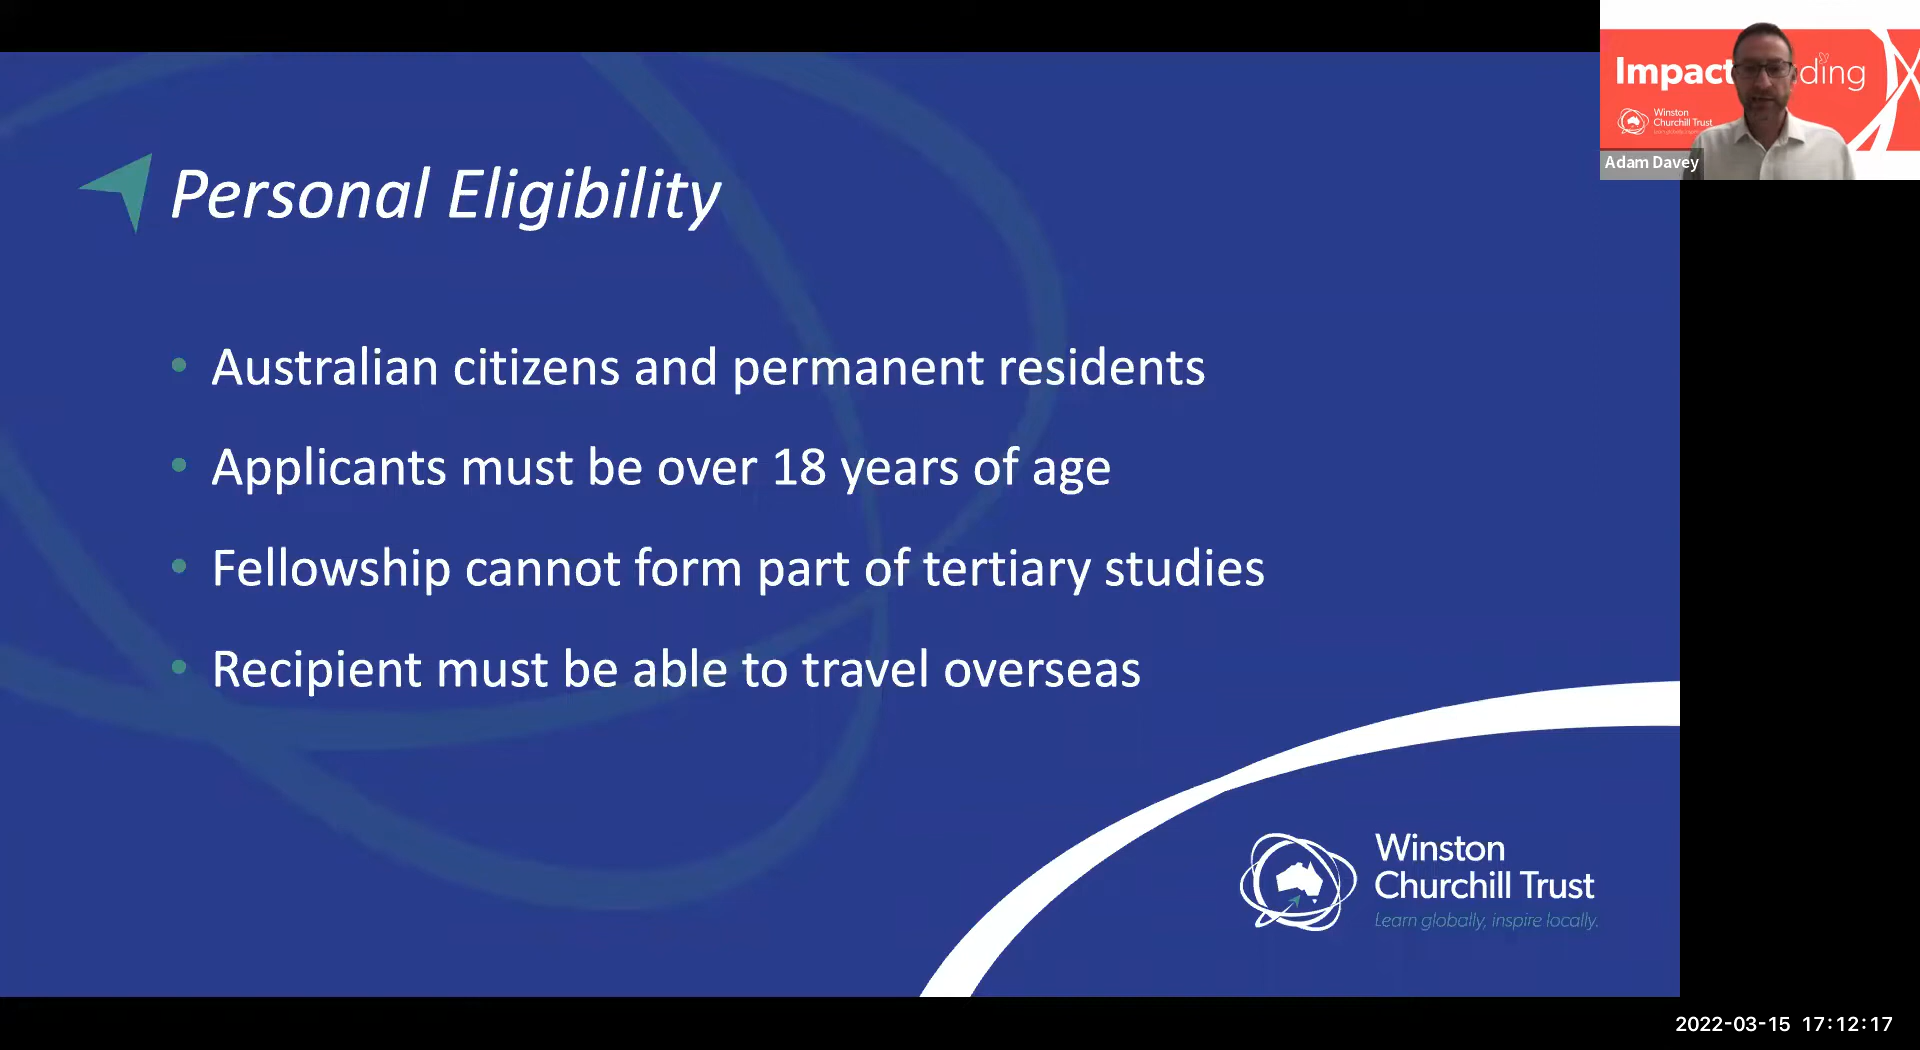 Personal Eligibility
• Australian citizens and permanent residents
• Applicants must be over 18 years of age
• Fellowship cannot form part of tertiary studies
• Recipient must be able to travel overseas
Winston
Churchill Trust
Learn globally, inspire locally.
Impact ding
Winston
Churchill Trust
Adam Davey
2022-03-15 17:12:17